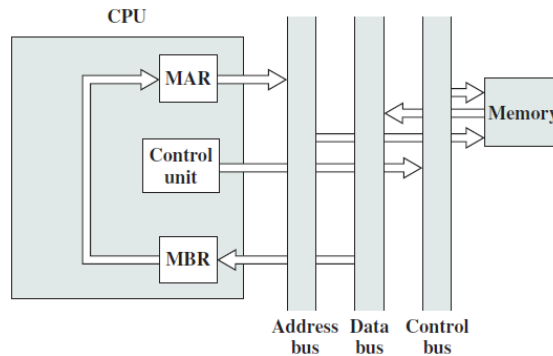 CPU
MAR
Memory
Control
unit
MBR
Address Data Control
bus bus bus